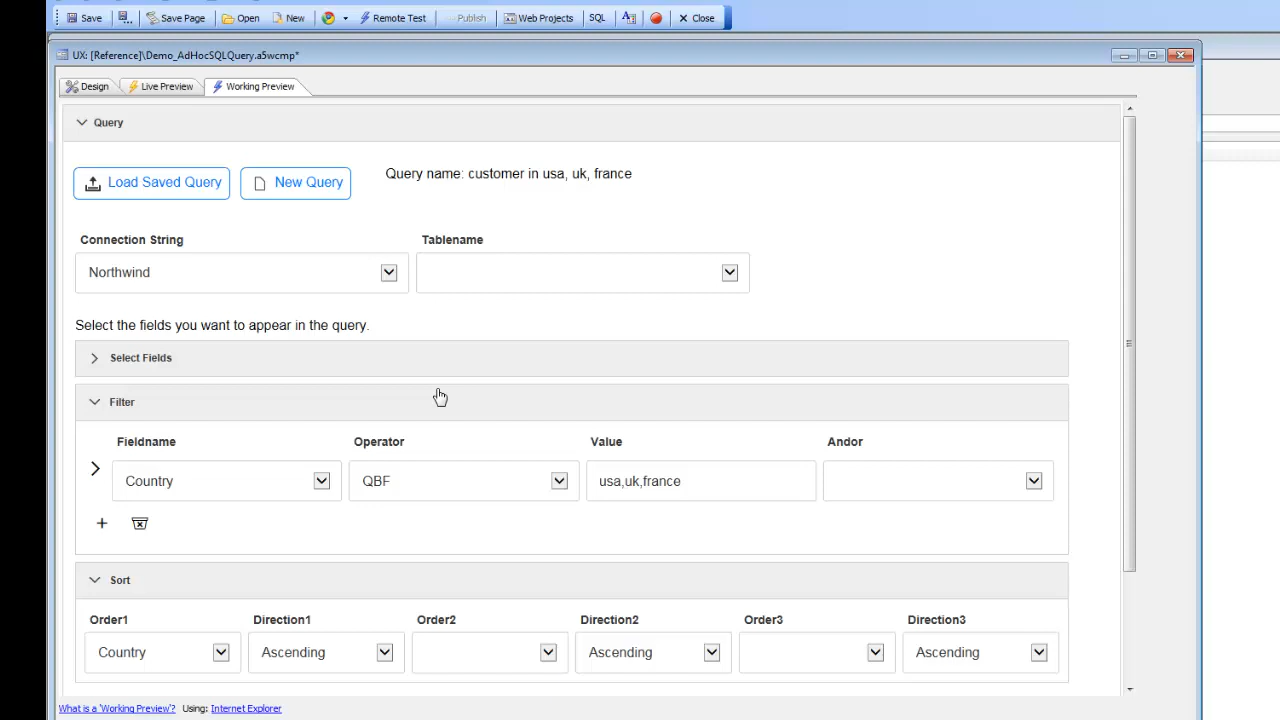 Save Save Page Open New Remote Test Publish Web Projects SQL Close
UX: [Reference]\Demo_AdHocSQLQuery.a5wcmp*
Design Live Preview Working Preview
Query
Load Saved Query New Query Query name: customer in usa, uk, france
Connection String Tablename
Northwind
Select the fields you want to appear in the query.
Select Fields
Filter
Fieldname Operator Value Andor
Country QBF usa,uk,france
Sort
Order1 Direction1 Order2 Direction2 Order3 Direction3
Country Ascending Ascending Ascending
What is a 'Working Preview'? Using: Internet Explorer